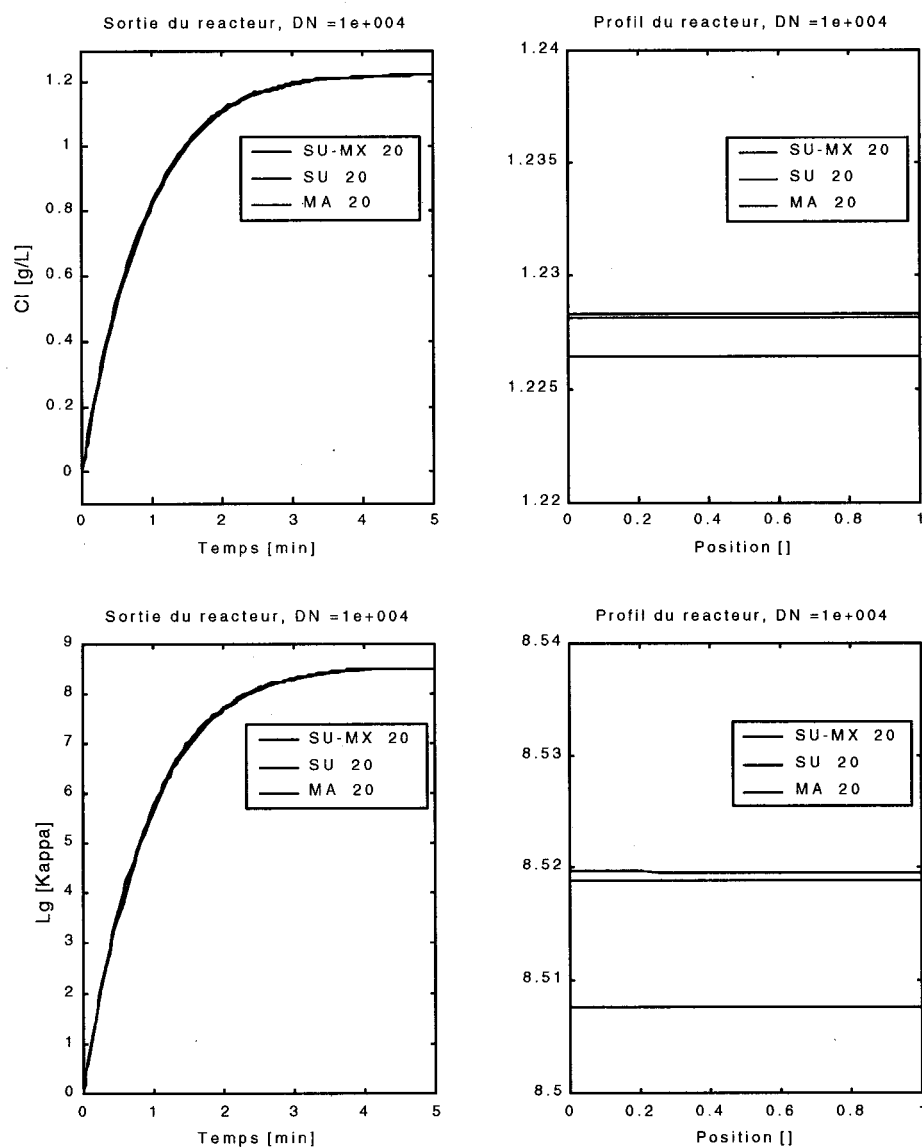 Sortie du reacteur, DN =1e+004
1.2
1
0.8
0.6
0.4
0.2
0
Cl [g/L]
SU-MX 20
SU 20
MA 20
0 1 2 3 4 5
Temps [min]
Profil du reacteur, DN =1e+004
1.24
1.235
1.23
1.225
1.22
SU-MX 20
SU 20
MA 20
0 0.2 0.4 0.6 0.8 1
Position []
Sortie du reacteur, DN =1e+004
9
8
7
6
5
4
3
2
1
0
Lg [Kappa]
SU-MX 20
SU 20
MA 20
0 1 2 3 4 5
Temps [min]
Profil du reacteur, DN =1e+004
8.54
8.53
8.52
8.51
8.5
SU-MX 20
SU 20
MA 20
0 0.2 0.4 0.6 0.8 1
Position []